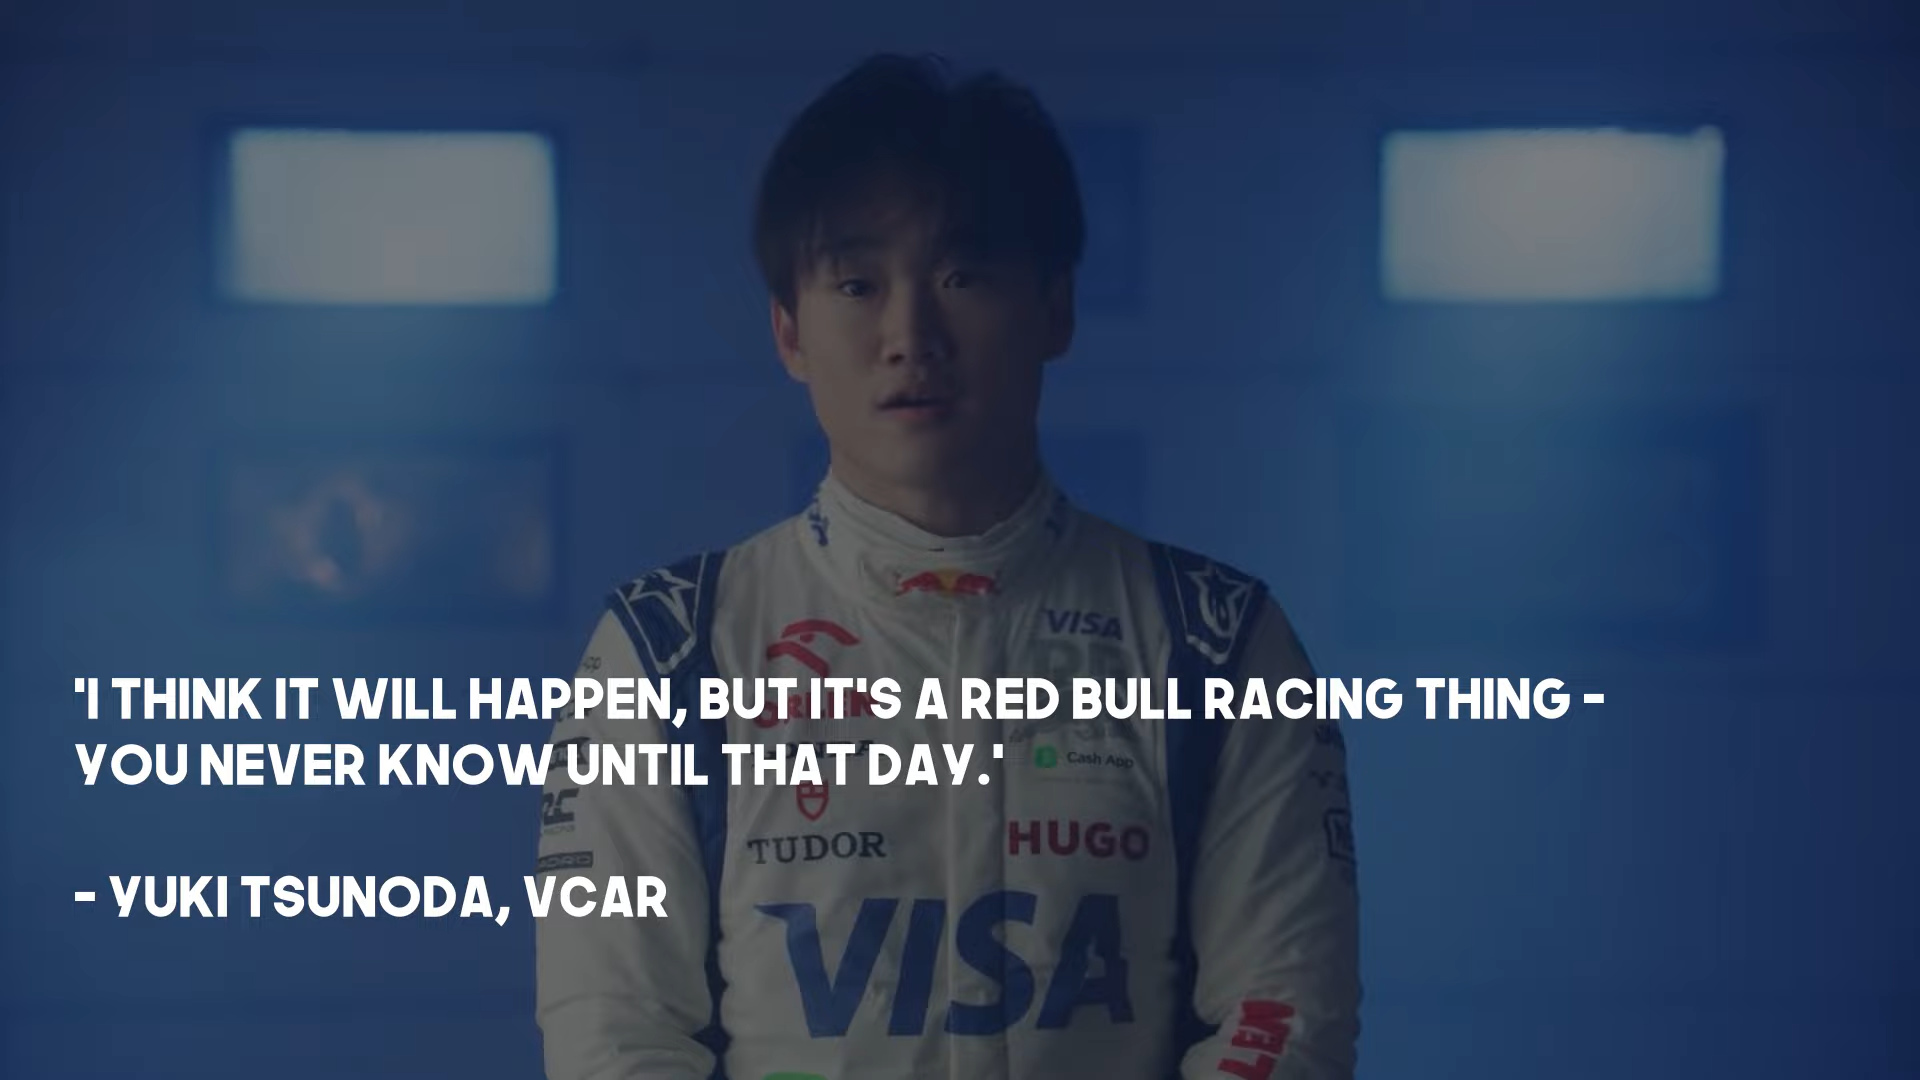 VISA
'I THINK IT WILL HAPPEN, BUT IT'S A RED BULL RACING THING -
YOU NEVER KNOW UNTIL THAT DAY.'
Cash App
TUDOR
HUGO
- YUKI TSUNODA, VCAR
VISA